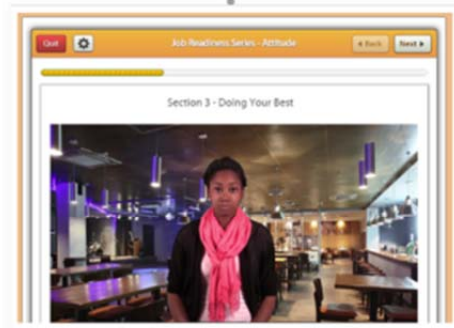 Quit
Job Readiness Series - Attitude
Back
Next
Section 3 - Doing Your Best